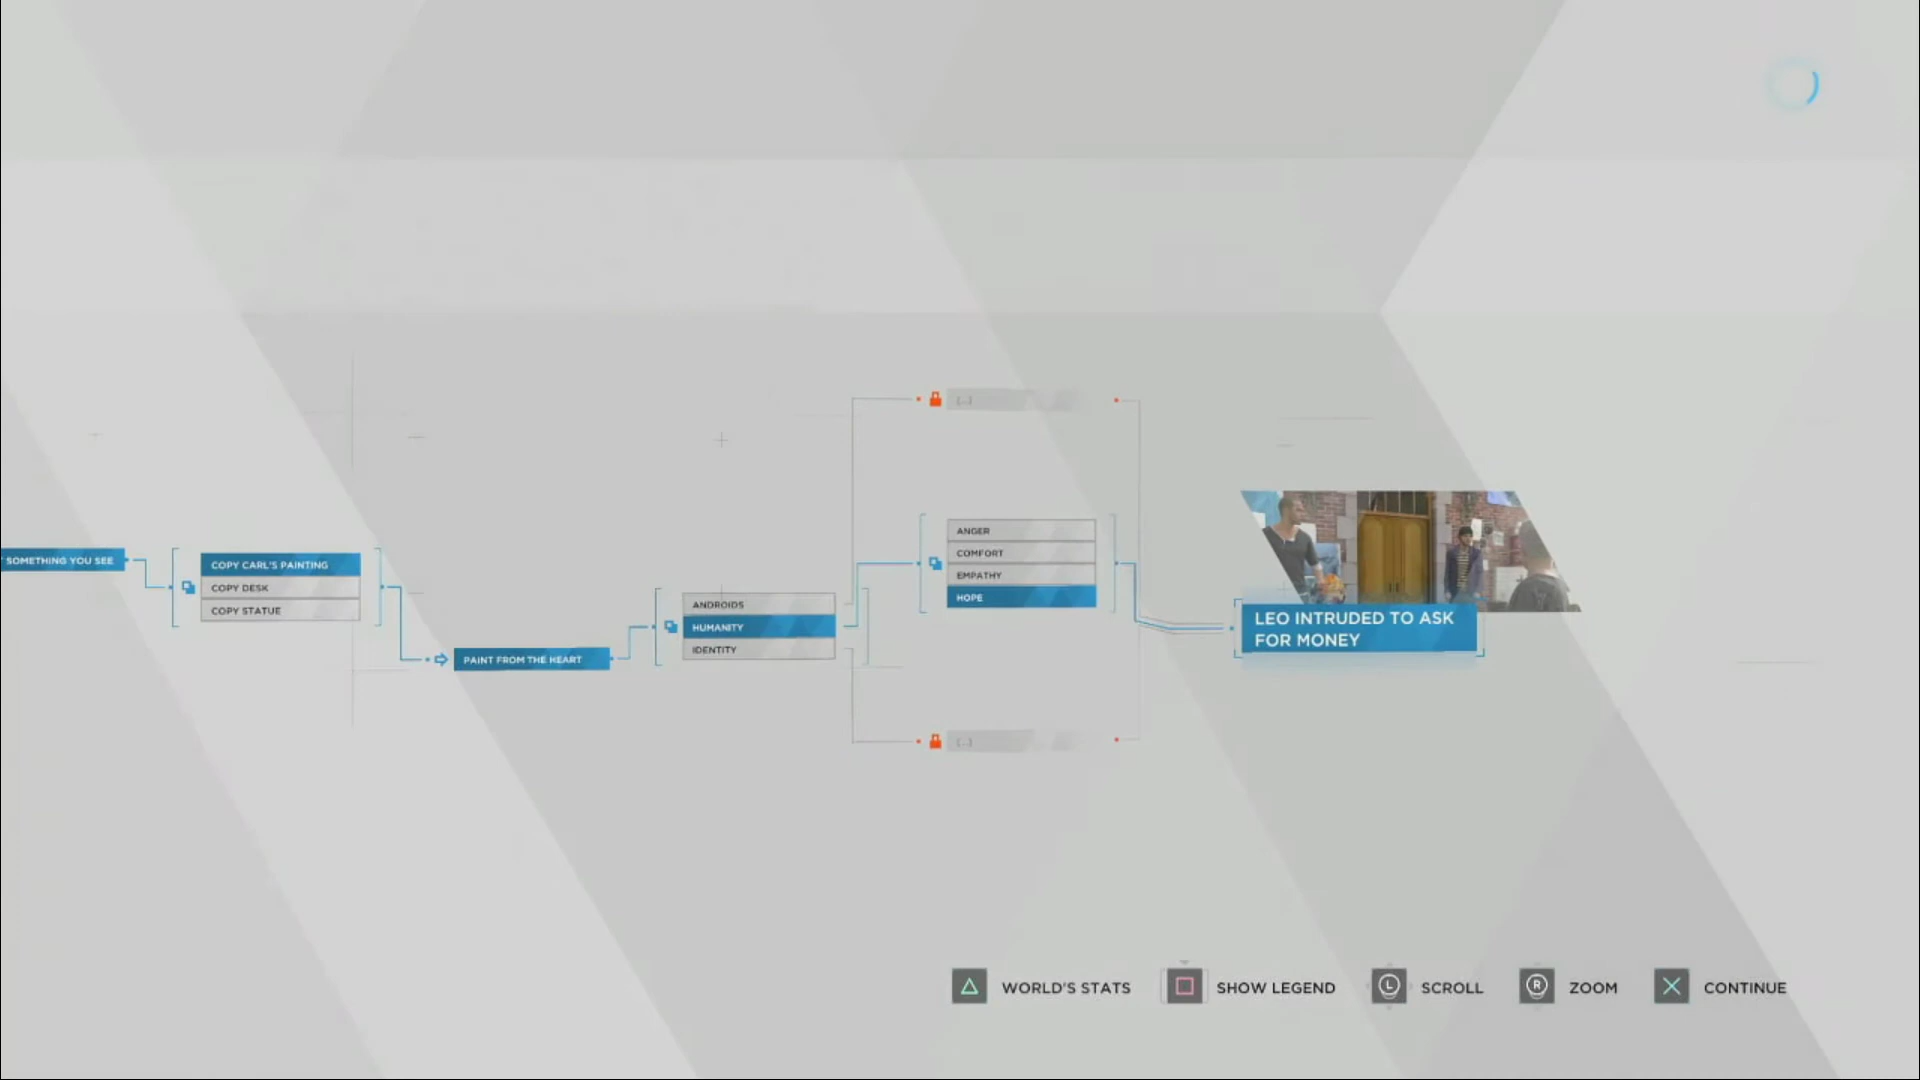 SOMETHING YOU SEE
COPY CARL'S PAINTING
COPY DESK
COPY STATUE
PAINT FROM THE HEART
ANDROIDS
HUMANITY
IDENTITY
[...]
ANGER
COMFORT
EMPATHY
HOPE
[...]
LEO INTRUDED TO ASK
FOR MONEY
WORLD'S STATS
SHOW LEGEND
L
SCROLL
R
ZOOM
CONTINUE